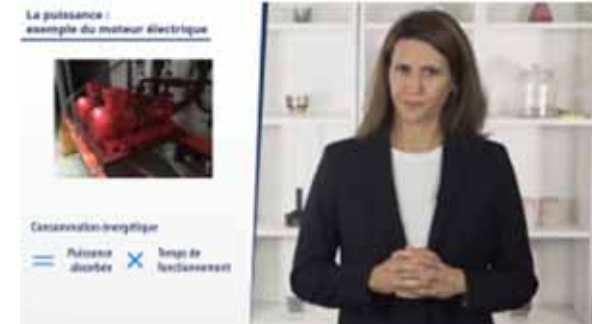 La puissance :
exemple du moteur électrique
Consommation énergétique
= Puissance absorbée × Temps de fonctionnement